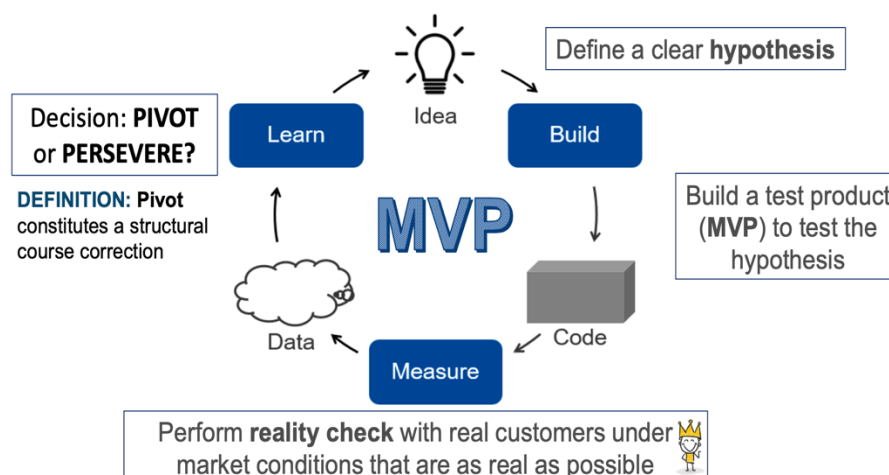 Idea
Define a clear hypothesis
Build
Build a test product
(MVP) to test the
hypothesis
Code
Measure
Perform reality check with real customers under
market conditions that are as real as possible
Data
Learn
Decision: PIVOT
or PERSEVERE?
DEFINITION: Pivot
constitutes a structural
course correction
MVP